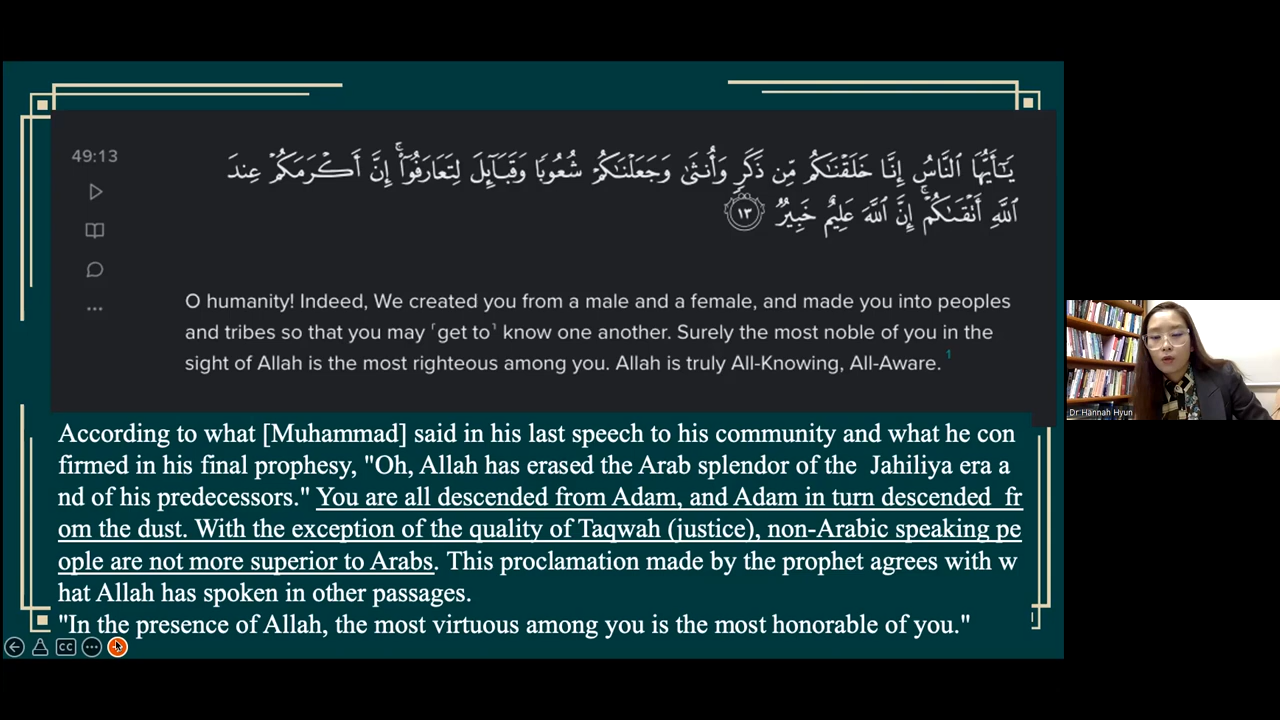 49:13
يَـٰٓأَيُّهَا ٱلنَّاسُ إِنَّا خَلَقْنَـٰكُم مِّن ذَكَرٍ وَأُنثَىٰ وَجَعَلْنَـٰكُمْ شُعُوبًا وَقَبَآئِلَ لِتَعَارَفُوٓا۟ ۚ إِنَّ أَكْرَمَكُمْ عِندَ
ٱللَّهِ أَتْقَىٰكُمْ ۚ إِنَّ ٱللَّهَ عَلِيمٌ خَبِيرٌ ١٣
O humanity! Indeed, We created you from a male and a female, and made you into peoples
and tribes so that you may ˹get to˺ know one another. Surely the most noble of you in the
sight of Allah is the most righteous among you. Allah is truly All-Knowing, All-Aware. 1
According to what [Muhammad] said in his last speech to his community and what he con
firmed in his final prophesy, "Oh, Allah has erased the Arab splendor of the Jahiliya era a
nd of his predecessors." You are all descended from Adam, and Adam in turn descended fr
om the dust. With the exception of the quality of Taqwah (justice), non-Arabic speaking pe
ople are not more superior to Arabs. This proclamation made by the prophet agrees with w
hat Allah has spoken in other passages.
"In the presence of Allah, the most virtuous among you is the most honorable of you."
CC
Dr Hannah Hyun